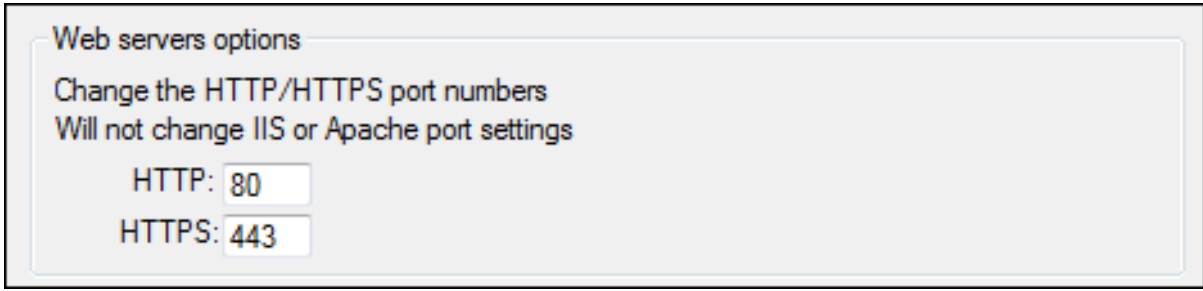 Web servers options
Change the HTTP/HTTPS port numbers
Will not change IIS or Apache port settings
HTTP: 80
HTTPS: 443